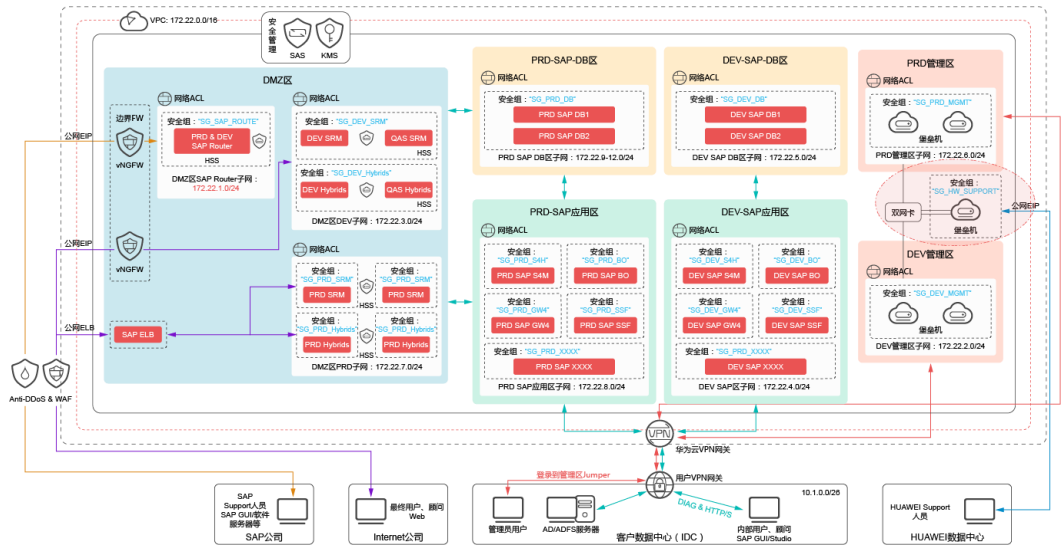 VPC: 172.22.0.0/16
安全管理
SAS
KMS
DMZ区
边界FW
公网EIP
vNGFW
公网EIP
vNGFW
公网ELB
SAP ELB
网络ACL
安全组："SG_SAP_ROUTE"
PRD & DEV
SAP Router
HSS
DMZ区SAP Router子网：
172.22.1.0/24
网络ACL
安全组："SG_DEV_SRM"
DEV SRM
QAS SRM
HSS
安全组："SG_DEV_Hybrids"
DEV Hybrids
QAS Hybrids
HSS
DMZ区DEV子网：172.22.3.0/24
网络ACL
安全组：
"SG_PRD_SRM"
PRD SRM
HSS
安全组：
"SG_PRD_SRM"
PRD SRM
安全组：
"SG_PRD_Hybrids"
PRD Hybrids
HSS
安全组：
"SG_PRD_Hybrids"
PRD Hybrids
DMZ区PRD子网：172.22.7.0/24
PRD-SAP-DB区
网络ACL
安全组："SG_PRD_DB"
PRD SAP DB1
PRD SAP DB2
PRD SAP DB区子网：172.22.9-12.0/24
DEV-SAP-DB区
网络ACL
安全组："SG_DEV_DB"
DEV SAP DB1
DEV SAP DB2
DEV SAP DB区子网：172.22.5.0/24
PRD-SAP应用区
网络ACL
安全组：
"SG_PRD_S4H"
PRD SAP S4M
安全组：
"SG_PRD_BO"
PRD SAP BO
安全组：
"SG_PRD_GW4"
PRD SAP GW4
安全组：
"SG_PRD_SSF"
PRD SAP SSF
安全组："SG_PRD_XXXX"
PRD SAP XXXX
PRD SAP应用区子网：172.22.8.0/24
DEV-SAP应用区
网络ACL
安全组：
"SG_DEV_S4H"
DEV SAP S4M
安全组：
"SG_DEV_BO"
DEV SAP BO
安全组：
"SG_DEV_GW4"
DEV SAP GW4
安全组：
"SG_DEV_SSF"
DEV SAP SSF
安全组："SG_PRD_XXXX"
DEV SAP XXXX
DEV SAP区子网：172.22.4.0/24
PRD管理区
网络ACL
安全组："SG_PRD_MGMT"
堡垒机
PRD管理区子网：172.22.6.0/24
安全组：
"SG_HW_SUPPORT"
双网卡
堡垒机
公网EIP
DEV管理区
网络ACL
安全组："SG_DEV_MGMT"
堡垒机
DEV管理区子网：172.22.2.0/24
Anti-DDoS & WAF
VPN
华为云VPN网关
用户VPN网关
登录到管理区Jumper
DIAG & HTTP/S
10.1.0.0/26
SAP
Support人员
SAP GUI/软件
服务器等
SAP公司
最终用户、顾问
Web
Internet公司
管理员用户
AD/ADFS服务器
内部用户、顾问
SAP GUI/Studio
客户数据中心（IDC）
HUAWEI Support
人员
HUAWEI数据中心